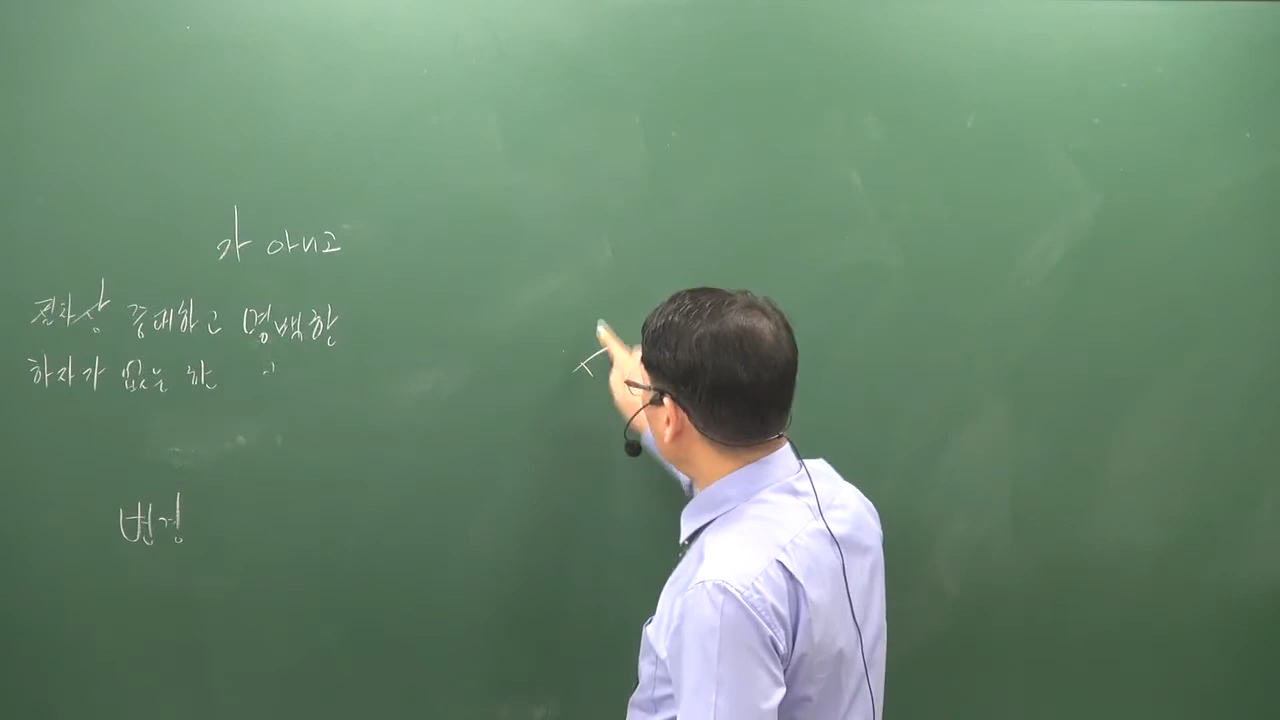 가 아니고
절차상 중대하고 명백한
하자가 없는 한
변경